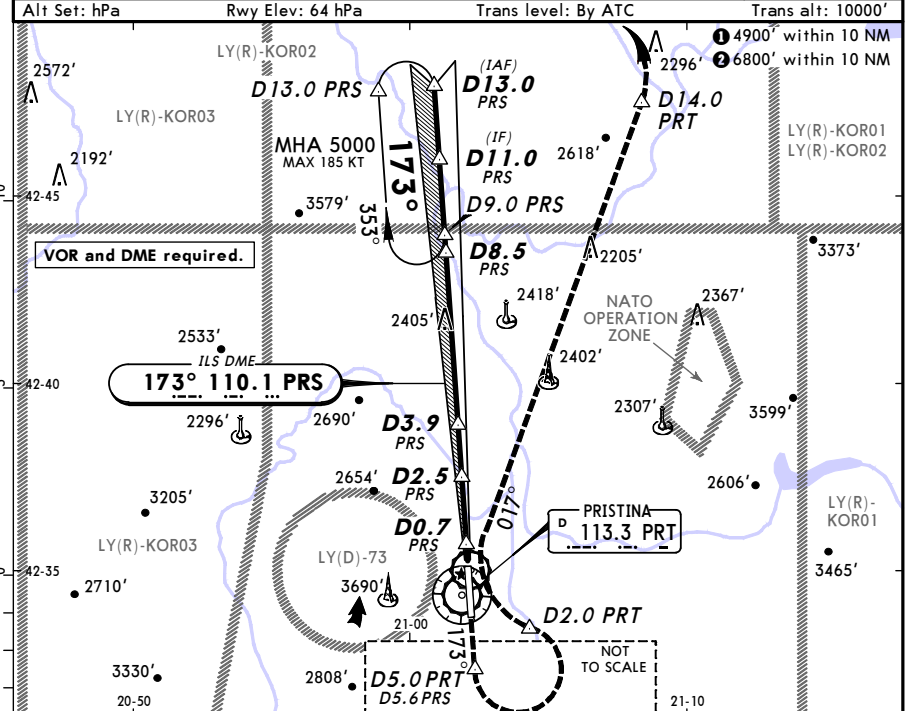 Alt Set: hPa Rwy Elev: 64 hPa Trans level: By ATC Trans alt: 10000'
1 4900' within 10 NM
2 6800' within 10 NM
LY(R)-KOR02
2572'
LY(R)-KOR03
D13.0 PRS
(IAF)
D13.0
PRS
2296'
D14.0
PRT
MHA 5000
MAX 185 KT
173°
353°
(IF)
D11.0
PRS
2618'
LY(R)-KOR01
LY(R)-KOR02
2192'
42-45
3579'
D9.0 PRS
VOR and DME required.
D8.5
PRS
2205'
3373'
2418'
NATO
OPERATION
ZONE
2367'
2405'
2533'
ILS DME
173° 110.1 PRS
2402'
42-40
2296'
2690'
D3.9
PRS
2307'
3599'
2654'
D2.5
PRS
2606'
3205'
017°
LY(R)-KOR03
D0.7
PRS
PRISTINA
D 113.3 PRT
LY(R)-
KOR01
LY(D)-73
42-35
2710'
3690'
3465'
21-00
D2.0 PRT
173°
NOT
TO SCALE
3330'
2808'
D5.0 PRT
D5.6 PRS
20-50
21-10